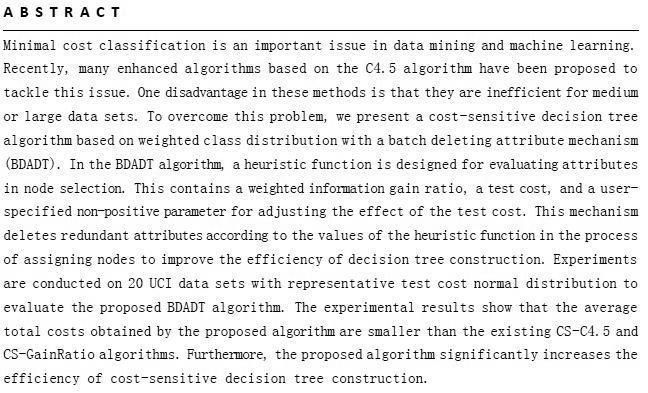 ABSTRACT
Minimal cost classification is an important issue in data mining and machine learning.
Recently, many enhanced algorithms based on the C4.5 algorithm have been proposed to
tackle this issue. One disadvantage in these methods is that they are inefficient for medium
or large data sets. To overcome this problem, we present a cost-sensitive decision tree
algorithm based on weighted class distribution with a batch deleting attribute mechanism
(BDADT). In the BDADT algorithm, a heuristic function is designed for evaluating attributes
in node selection. This contains a weighted information gain ratio, a test cost, and a user-
specified non-positive parameter for adjusting the effect of the test cost. This mechanism
deletes redundant attributes according to the values of the heuristic function in the process
of assigning nodes to improve the efficiency of decision tree construction. Experiments
are conducted on 20 UCI data sets with representative test cost normal distribution to
evaluate the proposed BDADT algorithm. The experimental results show that the average
total costs obtained by the proposed algorithm are smaller than the existing CS-C4.5 and
CS-GainRatio algorithms. Furthermore, the proposed algorithm significantly increases the
efficiency of cost-sensitive decision tree construction.